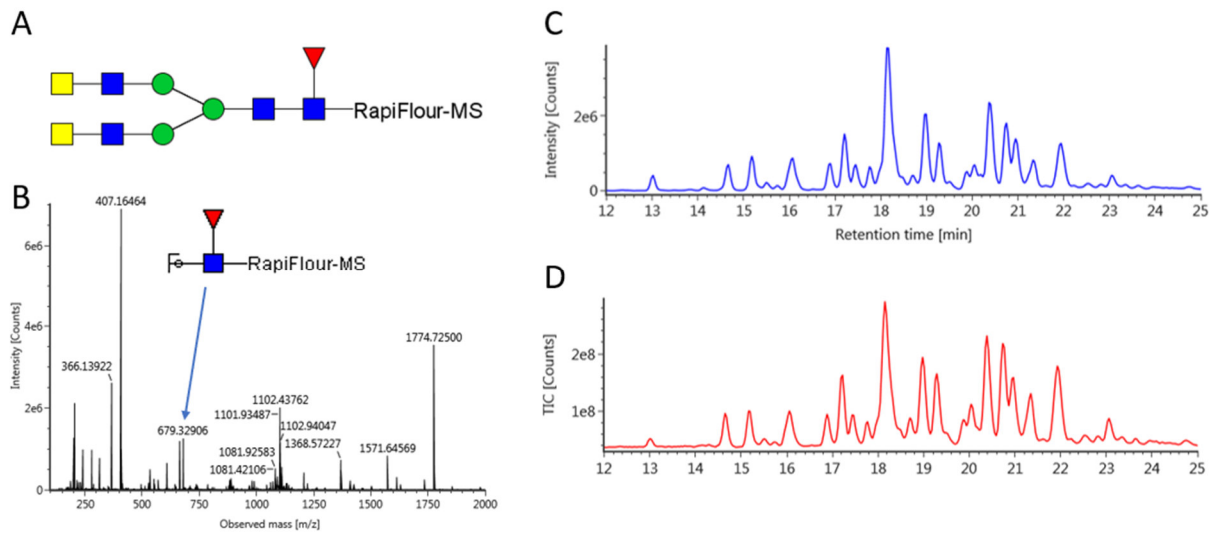 A
RapiFlour-MS
B
407.16464
RapiFlour-MS
6e6
4e6
2e6
0
Intensity [Counts]
366.13922
679.32906
1774.72500
1102.43762
1101.93487
1102.94047
1368.57227
1081.92583
1081.42106
1571.64569
250
500
750
1000
1250
1500
1750
2000
Observed mass [m/z]
C
Intensity [Counts]
2e6
0
12 13 14 15 16 17 18 19 20 21 22 23 24 25
Retention time [min]
D
TIC [Counts]
2e8
1e8
12 13 14 15 16 17 18 19 20 21 22 23 24 25